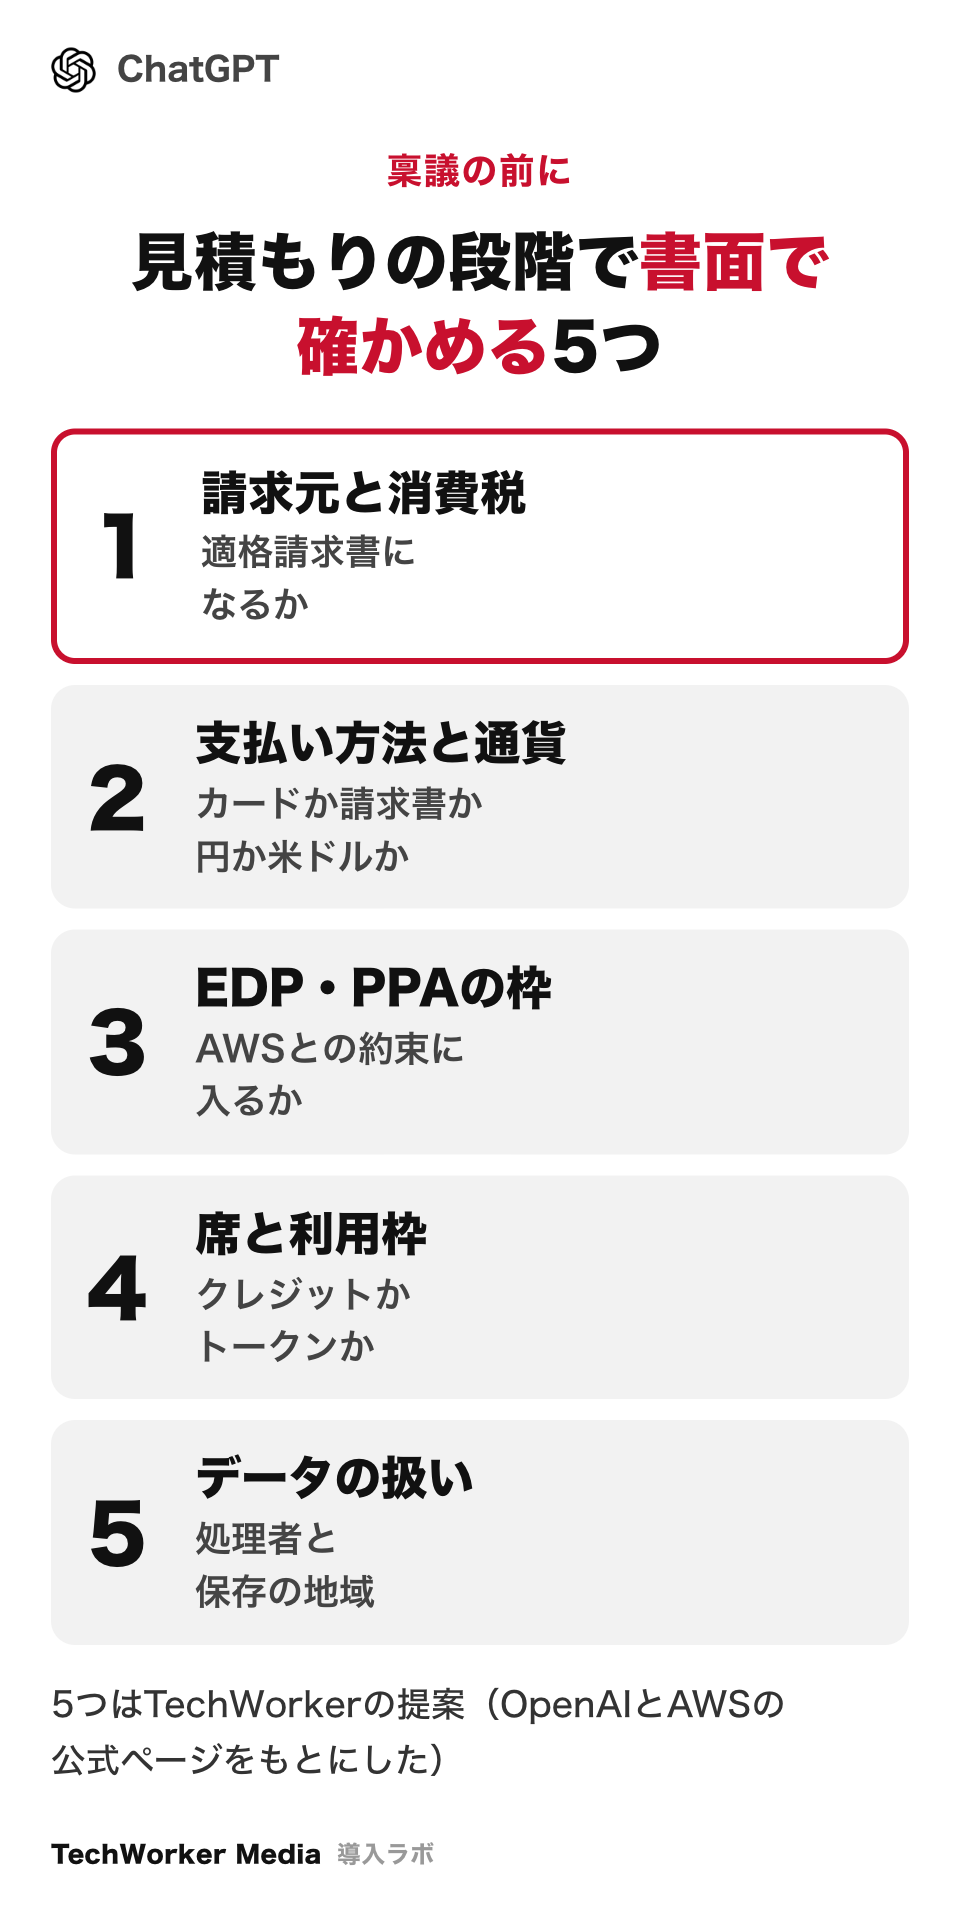 ChatGPT
稟議の前に
見積もりの段階で書面で
確かめる5つ
1
請求元と消費税
適格請求書に
なるか
2
支払い方法と通貨
カードか請求書か
円か米ドルか
3
EDP・PPAの枠
AWSとの約束に
入るか
4
席と利用枠
クレジットか
トークンか
5
データの扱い
処理者と
保存の地域
5つはTechWorkerの提案（OpenAIとAWSの
公式ページをもとにした）
TechWorker Media 導入ラボ